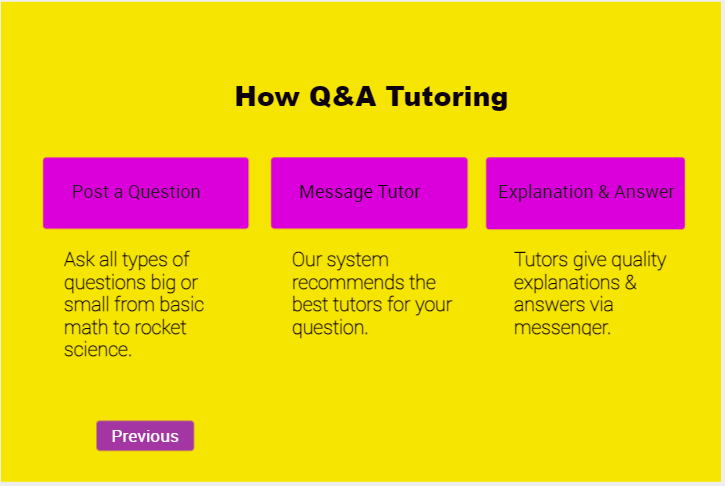 How Q&A Tutoring
Post a Question
Message Tutor
Explanation & Answer
Ask all types of
questions big or
small from basic
math to rocket
science.
Our system
recommends the
best tutors for your
question.
Tutors give quality
explanations &
answers via
messenger.
Previous